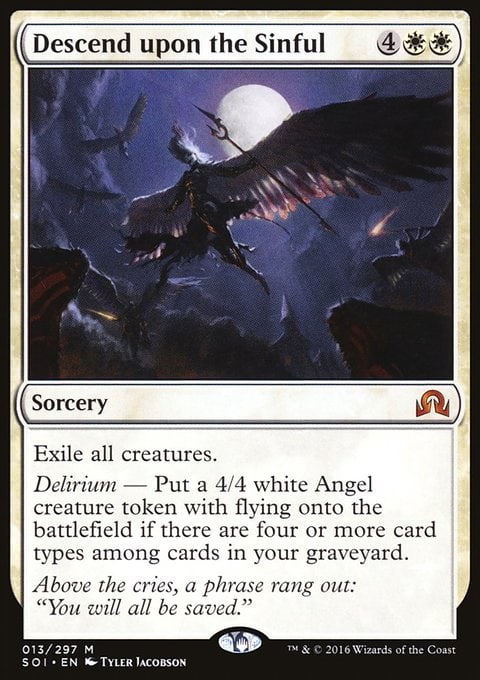 Descend upon the Sinful 4
Sorcery
Exile all creatures.
Delirium — Put a 4/4 white Angel
creature token with flying onto the
battlefield if there are four or more card
types among cards in your graveyard.
Above the cries, a phrase rang out:
“You will all be saved.”
013/297 M
SOI • EN Tyler Jacobson
™ & © 2016 Wizards of the Coast